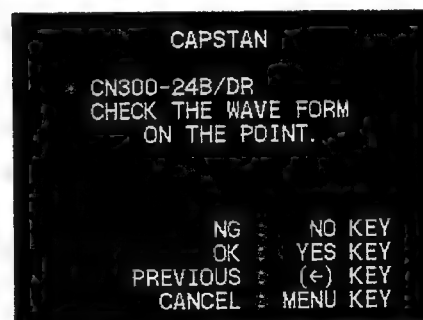 CAPSTAN
* CN300-24B/DR
CHECK THE WAVE FORM
ON THE POINT.
NG : NO KEY
OK : YES KEY
PREVIOUS : (←) KEY
CANCEL : MENU KEY